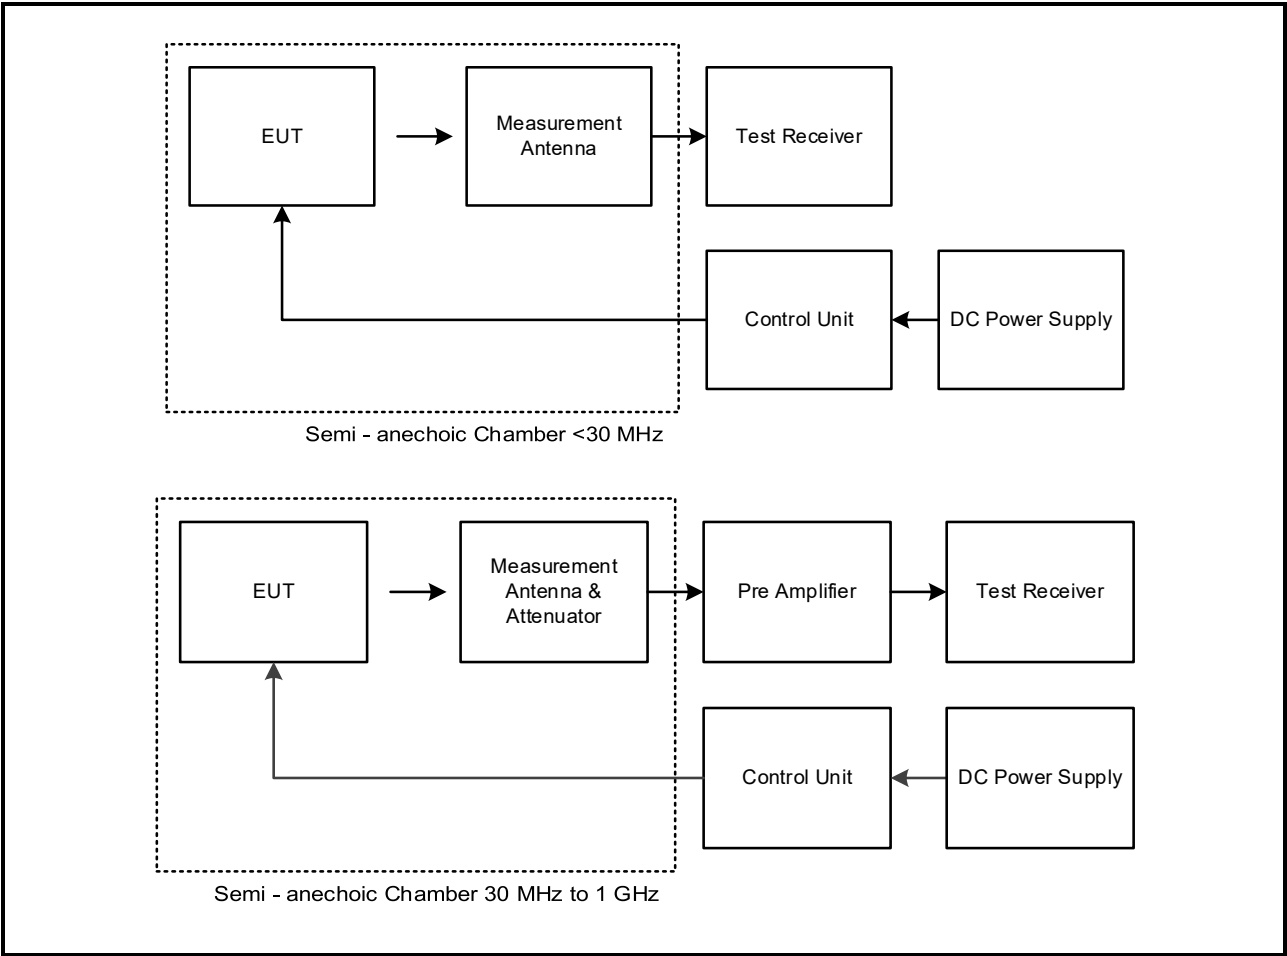 EUT
Measurement
Antenna
Test Receiver
Control Unit
DC Power Supply
Semi - anechoic Chamber <30 MHz
EUT
Measurement
Antenna &
Attenuator
Pre Amplifier
Test Receiver
Control Unit
DC Power Supply
Semi - anechoic Chamber 30 MHz to 1 GHz